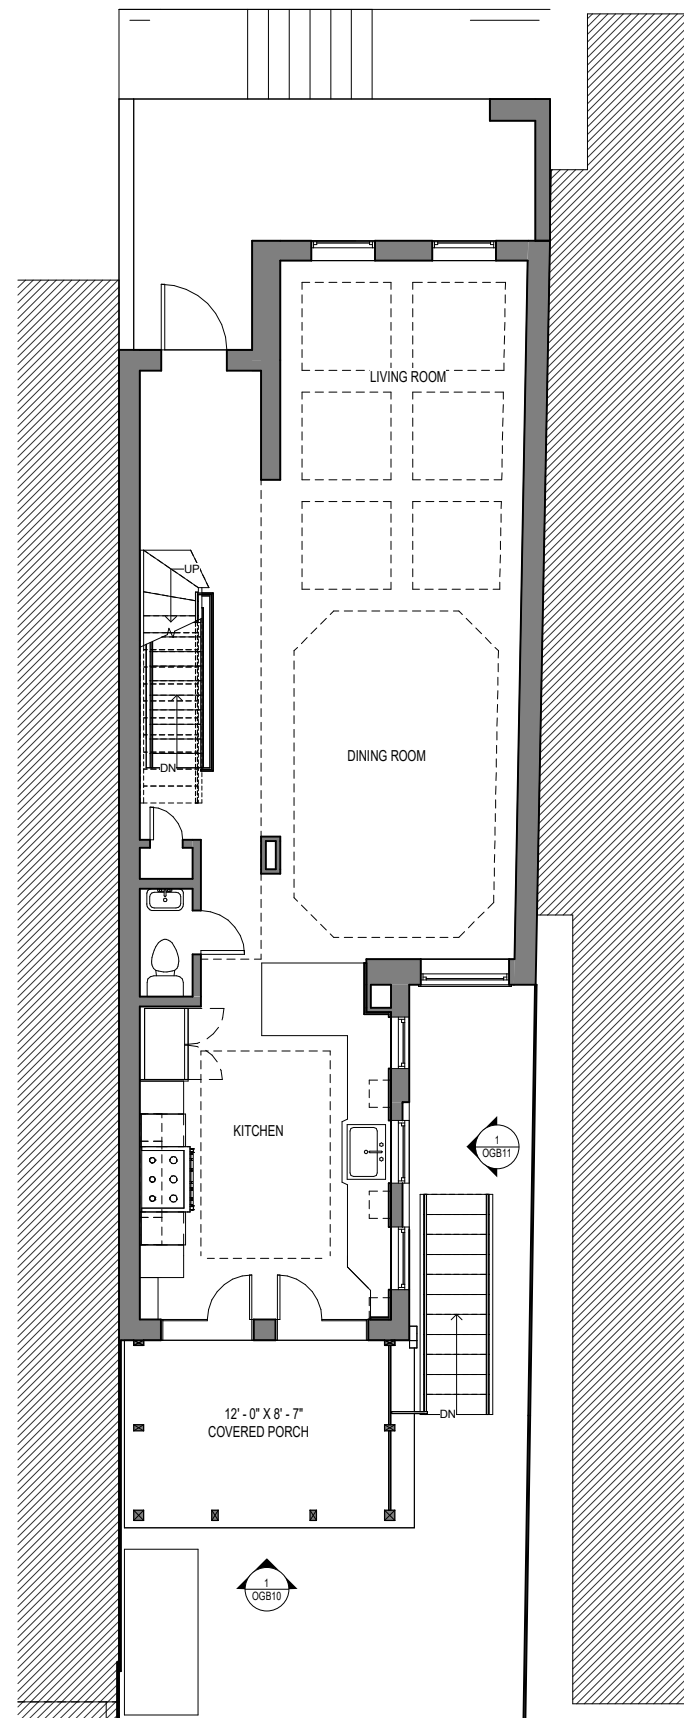 LIVING ROOM
UP
DINING ROOM
DN
KITCHEN
1
OGB11
12' - 0" X 8' - 7"
COVERED PORCH
DN
1
OGB10